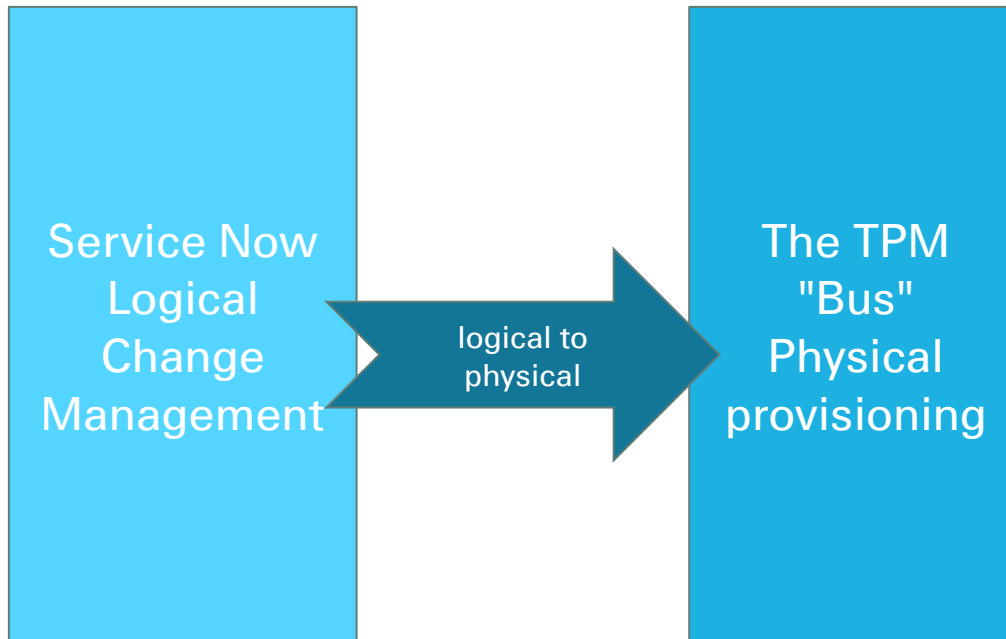 Service Now
Logical
Change
Management
logical to
physical
The TPM
"Bus"
Physical
provisioning